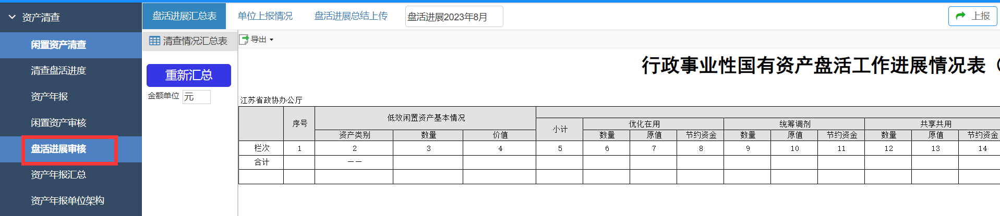 资产清查
闲置资产清查
清查盘活进度
资产年报
闲置资产审核
盘活进展审核
资产年报汇总
资产年报单位架构
盘活进展汇总表 单位上报情况 盘活进展总结上传 盘活进展2023年8月 上报
清查情况汇总表
重新汇总
金额单位 元
导出
行政事业性国有资产盘活工作进展情况表（
江苏省政协办公厅
序号 低效闲置资产基本情况
小计 优化在用 统筹调剂 共享共用
资产类别 数量 价值 数量 原值 节约资金 数量 原值 节约资金 数量 原值 节约资金
栏次 1 2 3 4 5 6 7 8 9 10 11 12 13 14
合计 ——